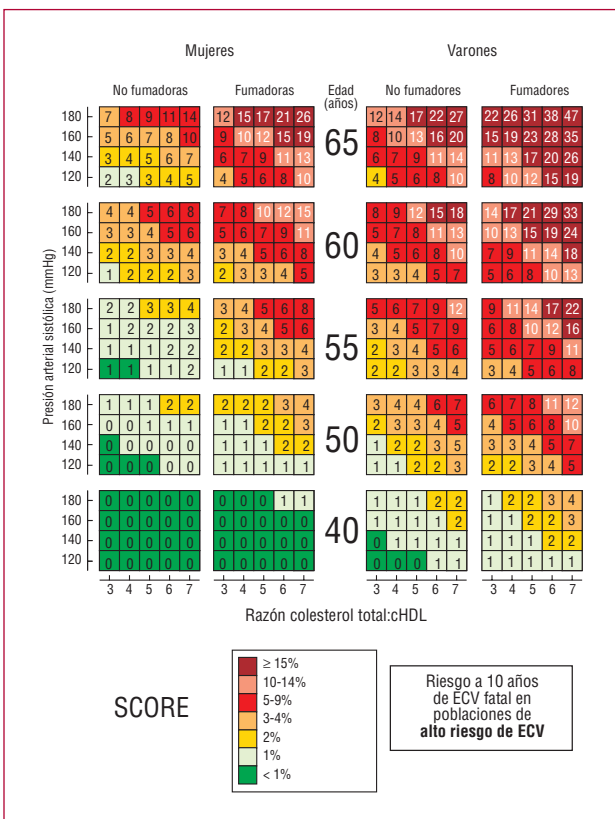 Mujeres Varones
No fumadoras Fumadoras Edad (años) No fumadores Fumadores
Presión arterial sistólica (mmHg)
65
180 7 8 9 11 14 12 15 17 21 26 12 14 17 22 27 22 26 31 38 47
160 5 6 7 8 10 9 10 12 15 19 8 10 13 16 20 15 19 23 28 35
140 3 4 5 6 7 6 7 9 11 13 6 7 9 11 14 11 13 17 20 26
120 2 3 3 4 5 4 5 6 8 10 4 5 6 8 10 8 10 12 15 19
60
180 4 4 5 6 8 7 8 10 12 15 8 9 12 15 18 14 17 21 29 33
160 3 3 4 5 6 5 6 7 9 11 5 7 8 11 13 10 13 15 19 24
140 2 2 3 3 4 3 4 5 6 8 4 5 6 8 10 7 9 11 14 18
120 1 2 2 2 3 2 3 3 4 5 3 3 4 5 7 5 6 8 10 13
55
180 2 2 3 3 4 3 4 5 6 8 5 6 7 9 12 9 11 14 17 22
160 1 2 2 2 3 2 3 4 5 6 3 4 5 7 9 6 8 10 12 16
140 1 1 1 2 2 2 2 3 3 4 2 3 4 5 6 5 6 7 9 11
120 1 1 1 1 2 1 1 2 2 3 2 2 3 3 4 3 4 5 6 8
50
180 1 1 1 2 2 2 2 2 3 4 3 4 4 6 7 6 7 8 11 12
160 0 0 1 1 1 1 1 2 2 3 2 3 3 4 5 4 5 6 8 10
140 0 0 0 0 0 1 1 1 2 2 1 2 2 3 5 3 3 4 5 7
120 0 0 0 0 0 1 1 1 1 1 1 1 2 2 3 2 2 3 4 5
40
180 0 0 0 0 0 0 0 0 1 1 1 1 1 2 2 1 2 2 3 4
160 0 0 0 0 0 0 0 0 0 0 1 1 1 1 2 1 1 2 2 3
140 0 0 0 0 0 0 0 0 0 0 0 1 1 1 1 1 1 1 2 2
120 0 0 0 0 0 0 0 0 0 0 0 0 0 1 1 1 1 1 1 1
3 4 5 6 7 3 4 5 6 7 3 4 5 6 7 3 4 5 6 7
Razón colesterol total:cHDL
SCORE
≥ 15%
10-14%
5-9%
3-4%
2%
1%
< 1%
Riesgo a 10 años
de ECV fatal en
poblaciones de
alto riesgo de ECV